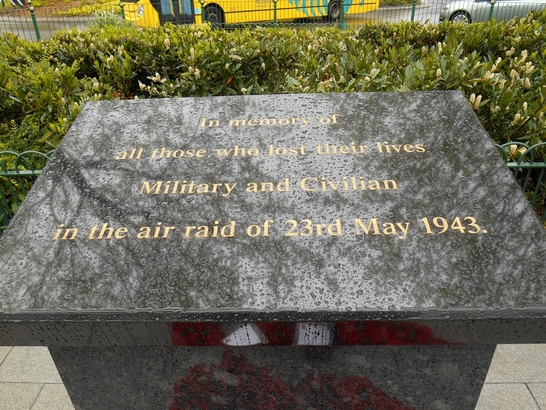 In memory of
all those who lost their lives
Military and Civilian
in the air raid of 23rd May 1943.